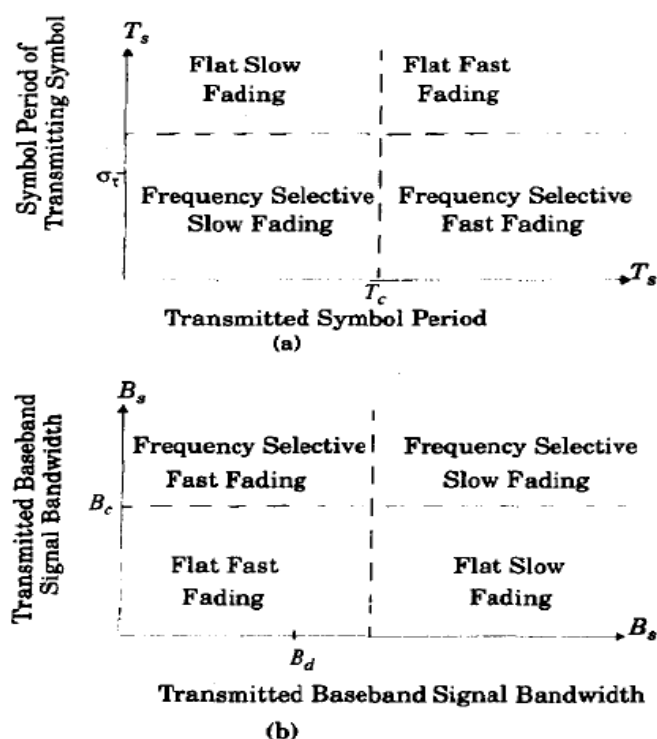 T_s
Symbol Period of
Transmitting Symbol
Flat Slow
Fading
Flat Fast
Fading
σ_τ
Frequency Selective
Slow Fading
Frequency Selective
Fast Fading
T_c
T_s
Transmitted Symbol Period
(a)
B_s
Transmitted Baseband
Signal Bandwidth
Frequency Selective
Fast Fading
Frequency Selective
Slow Fading
B_c
Flat Fast
Fading
Flat Slow
Fading
B_d
B_s
Transmitted Baseband Signal Bandwidth
(b)